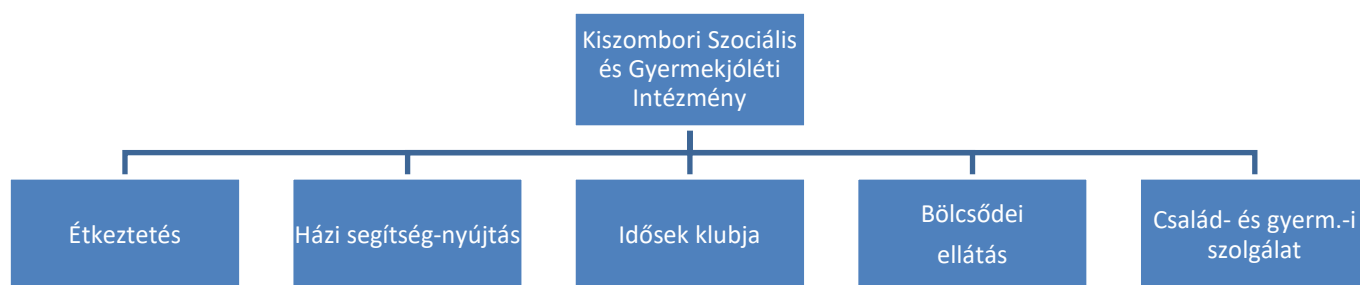 Kiszombori Szociális
és Gyermekjóléti
Intézmény
Étkeztetés
Házi segítség-nyújtás
Idősek klubja
Bölcsődei
ellátás
Család- és gyerm.-i
szolgálat